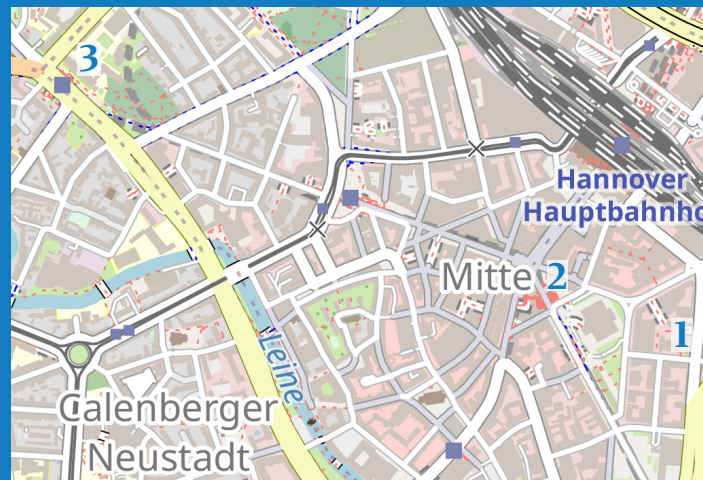 3
Hannover
Hauptbahnho
Mitte 2
1
Leine
Calenberger
Neustadt